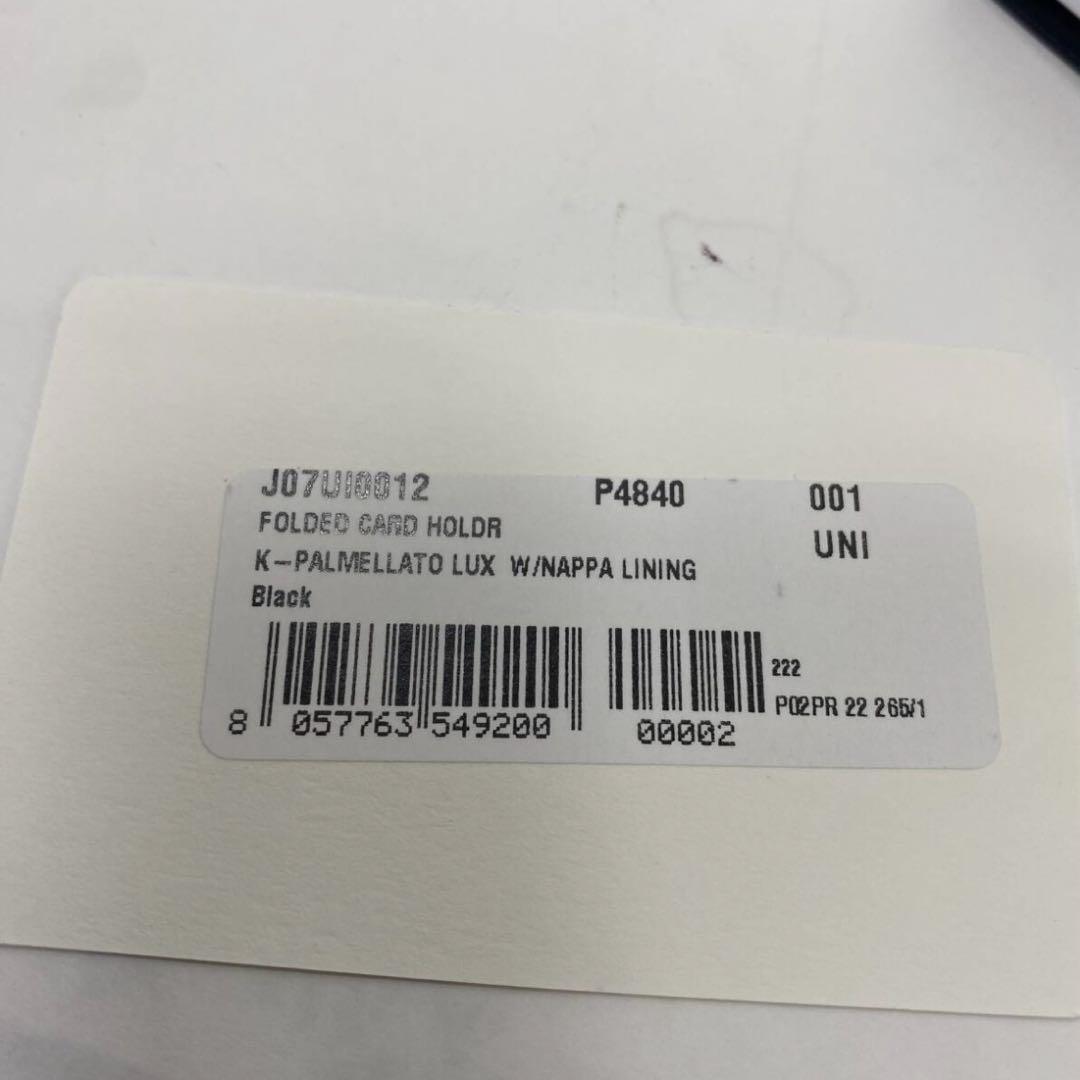 J07UI0012 P4840 001
FOLDED CARD HOLDR UNI
K-PALMELLATO LUX W/NAPPA LINING
Black
222
P02PR 22 265/1
8 057763 549200 00002